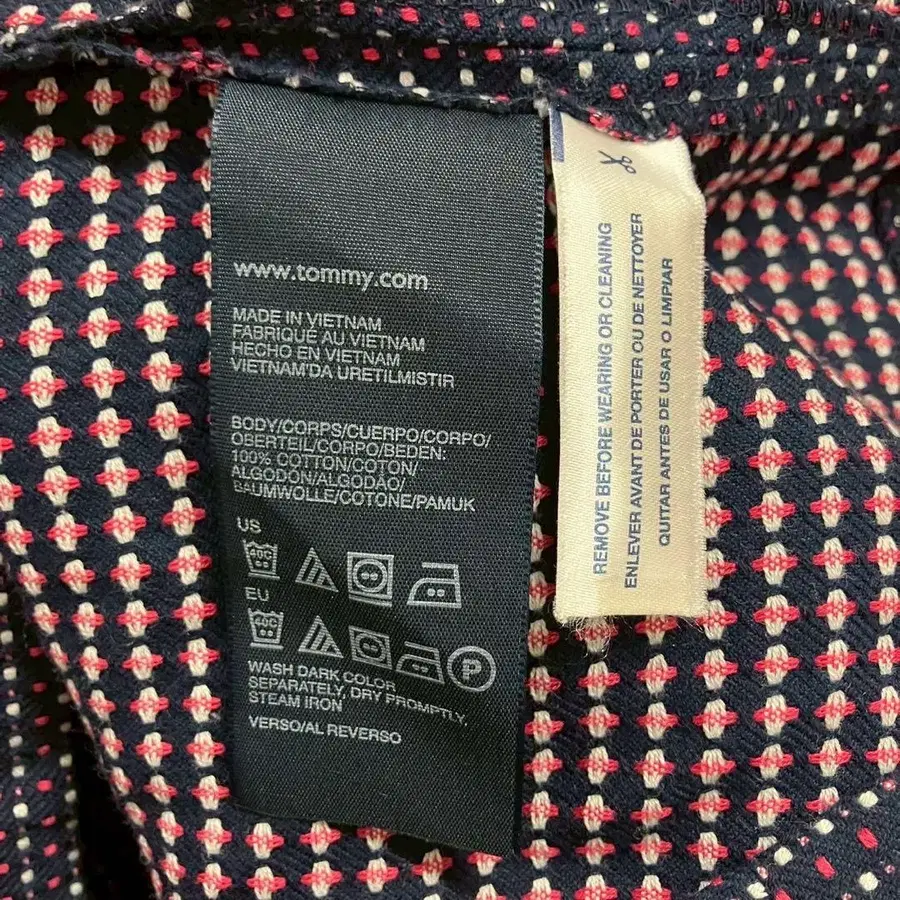 www.tommy.com
MADE IN VIETNAM
FABRIQUE AU VIETNAM
HECHO EN VIETNAM
VIETNAM'DA URETILMISTIR
BODY/CORPS/CUERPO/CORPO/
OBERTEIL/CORPO/BEDEN:
100% COTTON/COTON/
ALGODON/ALGODÃO/
BAUMWOLLE/COTONE/PAMUK
US
40C
EU
40C
P
WASH DARK COLOR
SEPARATELY, DRY PROMPTLY,
STEAM IRON
VERSO/AL REVERSO
REMOVE BEFORE WEARING OR CLEANING
ENLEVER AVANT DE PORTER OU DE NETTOYER
QUITAR ANTES DE USAR O LIMPIAR